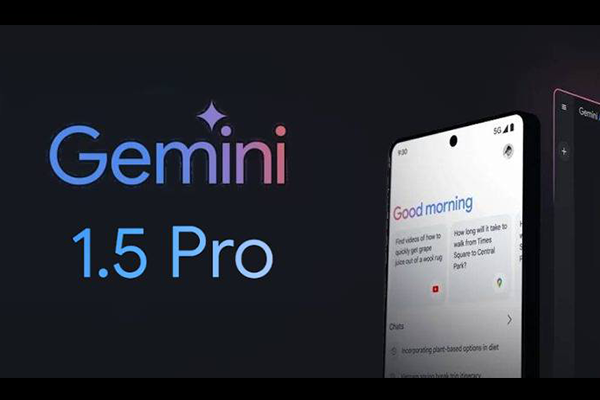 Gemini
1.5 Pro
9:30
5G
Good morning
Find videos of how to
quickly get grape
juice out of a wool rug
How long will it take to
walk from Times
Square to Central
Park?
Chats
Incorporating plant-based options in diet
Gemini